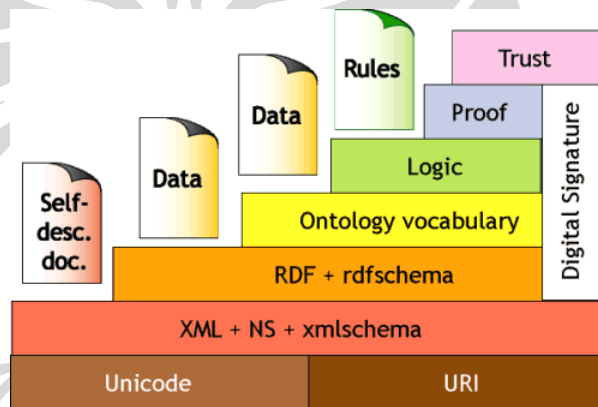 Trust
Rules
Proof
Data
Logic
Data
Self-
desc.
doc.
Ontology vocabulary
Digital Signature
RDF + rdfschema
XML + NS + xmlschema
Unicode
URI